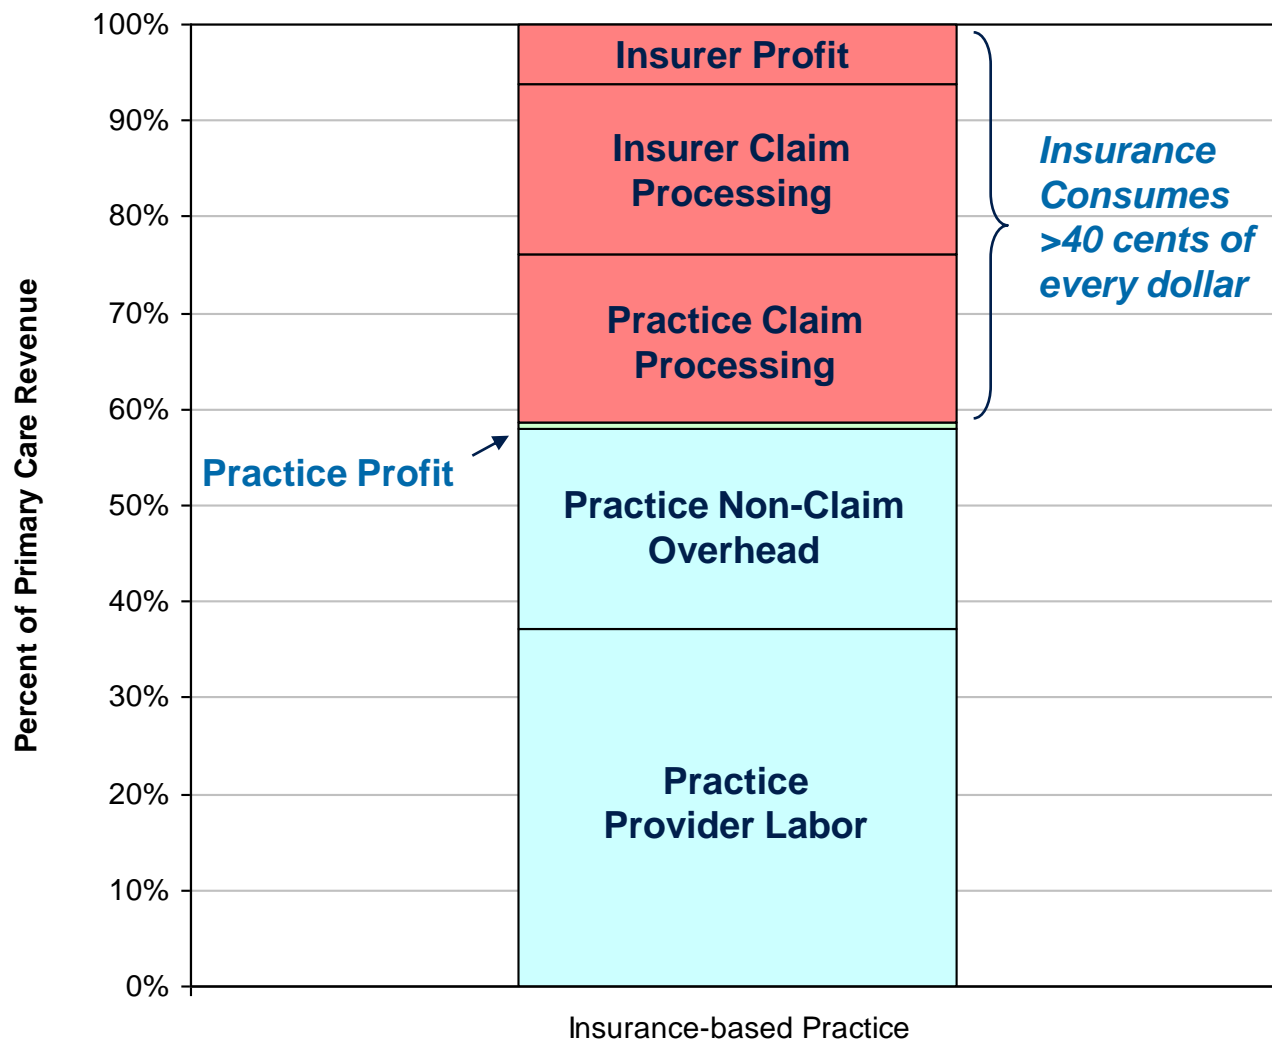 100%
90%
80%
70%
60%
50%
40%
30%
20%
10%
0%
Percent of Primary Care Revenue
Insurer Profit
Insurer Claim
Processing
Practice Claim
Processing
Practice Profit
Practice Non-Claim
Overhead
Practice
Provider Labor
Insurance
Consumes
>40 cents of
every dollar
Insurance-based Practice